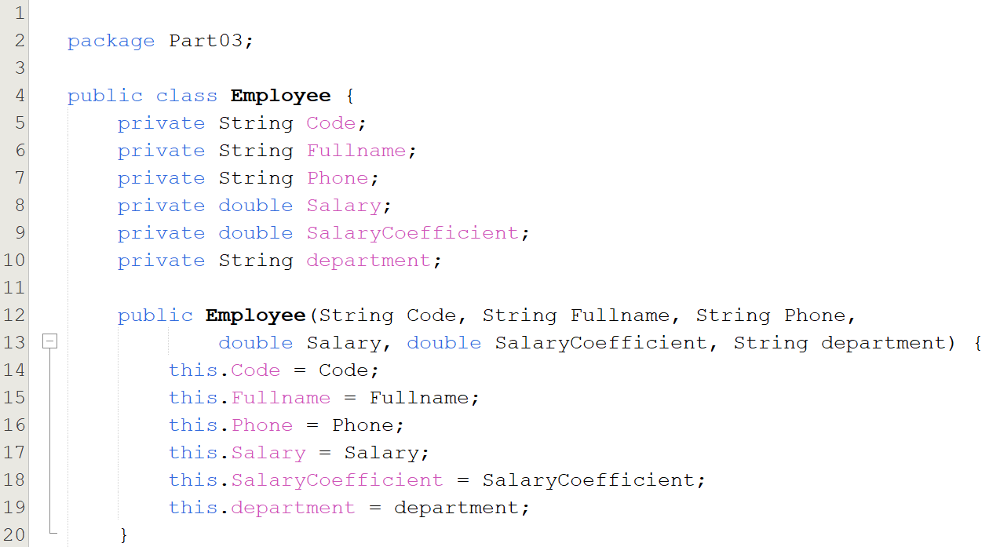 1
2 package Part03;
3
4 public class Employee {
5 private String Code;
6 private String Fullname;
7 private String Phone;
8 private double Salary;
9 private double SalaryCoefficient;
10 private String department;
11
12 public Employee(String Code, String Fullname, String Phone,
13 double Salary, double SalaryCoefficient, String department) {
14 this.Code = Code;
15 this.Fullname = Fullname;
16 this.Phone = Phone;
17 this.Salary = Salary;
18 this.SalaryCoefficient = SalaryCoefficient;
19 this.department = department;
20 }